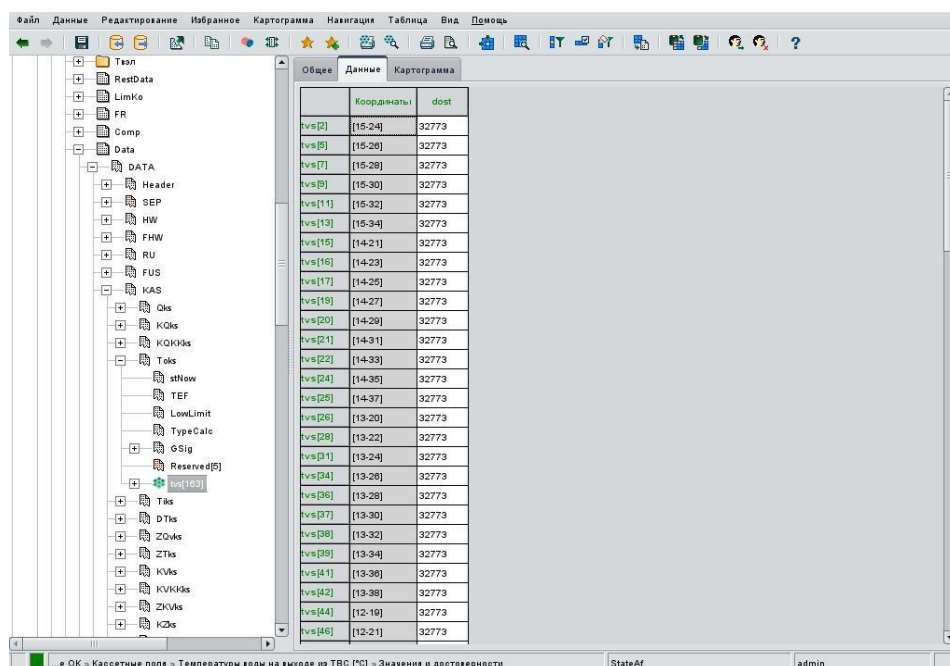 Файл Данные Редактирование Избранное Картограмма Навигация Таблица Вид Помощь
Твэл
RestData
LimKo
FR
Comp
Data
DATA
Header
SEP
HW
FHW
RU
FUS
KAS
Qks
KQks
KQKKks
Toks
stNow
TEF
LowLimit
TypeCalc
GSig
Reserved[5]
tvs[163]
Tiks
DTks
ZQvks
ZTks
KVks
KVKKks
ZKVks
KZks
Общее Данные Картограмма
Координаты dost
tvs[2] [15-24] 32773
tvs[5] [15-26] 32773
tvs[7] [15-28] 32773
tvs[9] [15-30] 32773
tvs[11] [15-32] 32773
tvs[13] [15-34] 32773
tvs[15] [14-21] 32773
tvs[16] [14-23] 32773
tvs[17] [14-25] 32773
tvs[19] [14-27] 32773
tvs[20] [14-29] 32773
tvs[21] [14-31] 32773
tvs[22] [14-33] 32773
tvs[24] [14-35] 32773
tvs[25] [14-37] 32773
tvs[26] [13-20] 32773
tvs[28] [13-22] 32773
tvs[31] [13-24] 32773
tvs[34] [13-26] 32773
tvs[36] [13-28] 32773
tvs[37] [13-30] 32773
tvs[38] [13-32] 32773
tvs[39] [13-34] 32773
tvs[41] [13-36] 32773
tvs[42] [13-38] 32773
tvs[44] [12-19] 32773
tvs[46] [12-21] 32773
...е ОК » Кассетные поля » Температуры воды на выходе из ТВС [°C] » Значения и достоверности StateAf admin